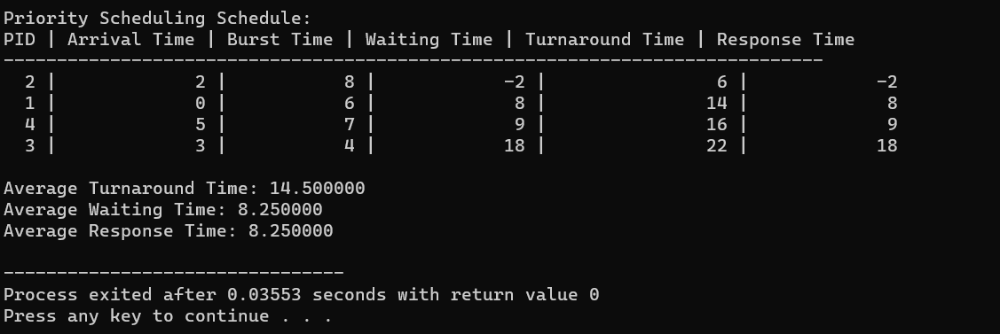 Priority Scheduling Schedule:
PID | Arrival Time | Burst Time | Waiting Time | Turnaround Time | Response Time
-----------------------------------------------------------------------------
  2 |             2 |          8 |            -2 |               6 |            -2
  1 |             0 |          6 |             8 |              14 |             8
  4 |             5 |          7 |             9 |              16 |             9
  3 |             3 |          4 |            18 |              22 |            18
Average Turnaround Time: 14.500000
Average Waiting Time: 8.250000
Average Response Time: 8.250000
--------------------------------
Process exited after 0.03553 seconds with return value 0
Press any key to continue . . .